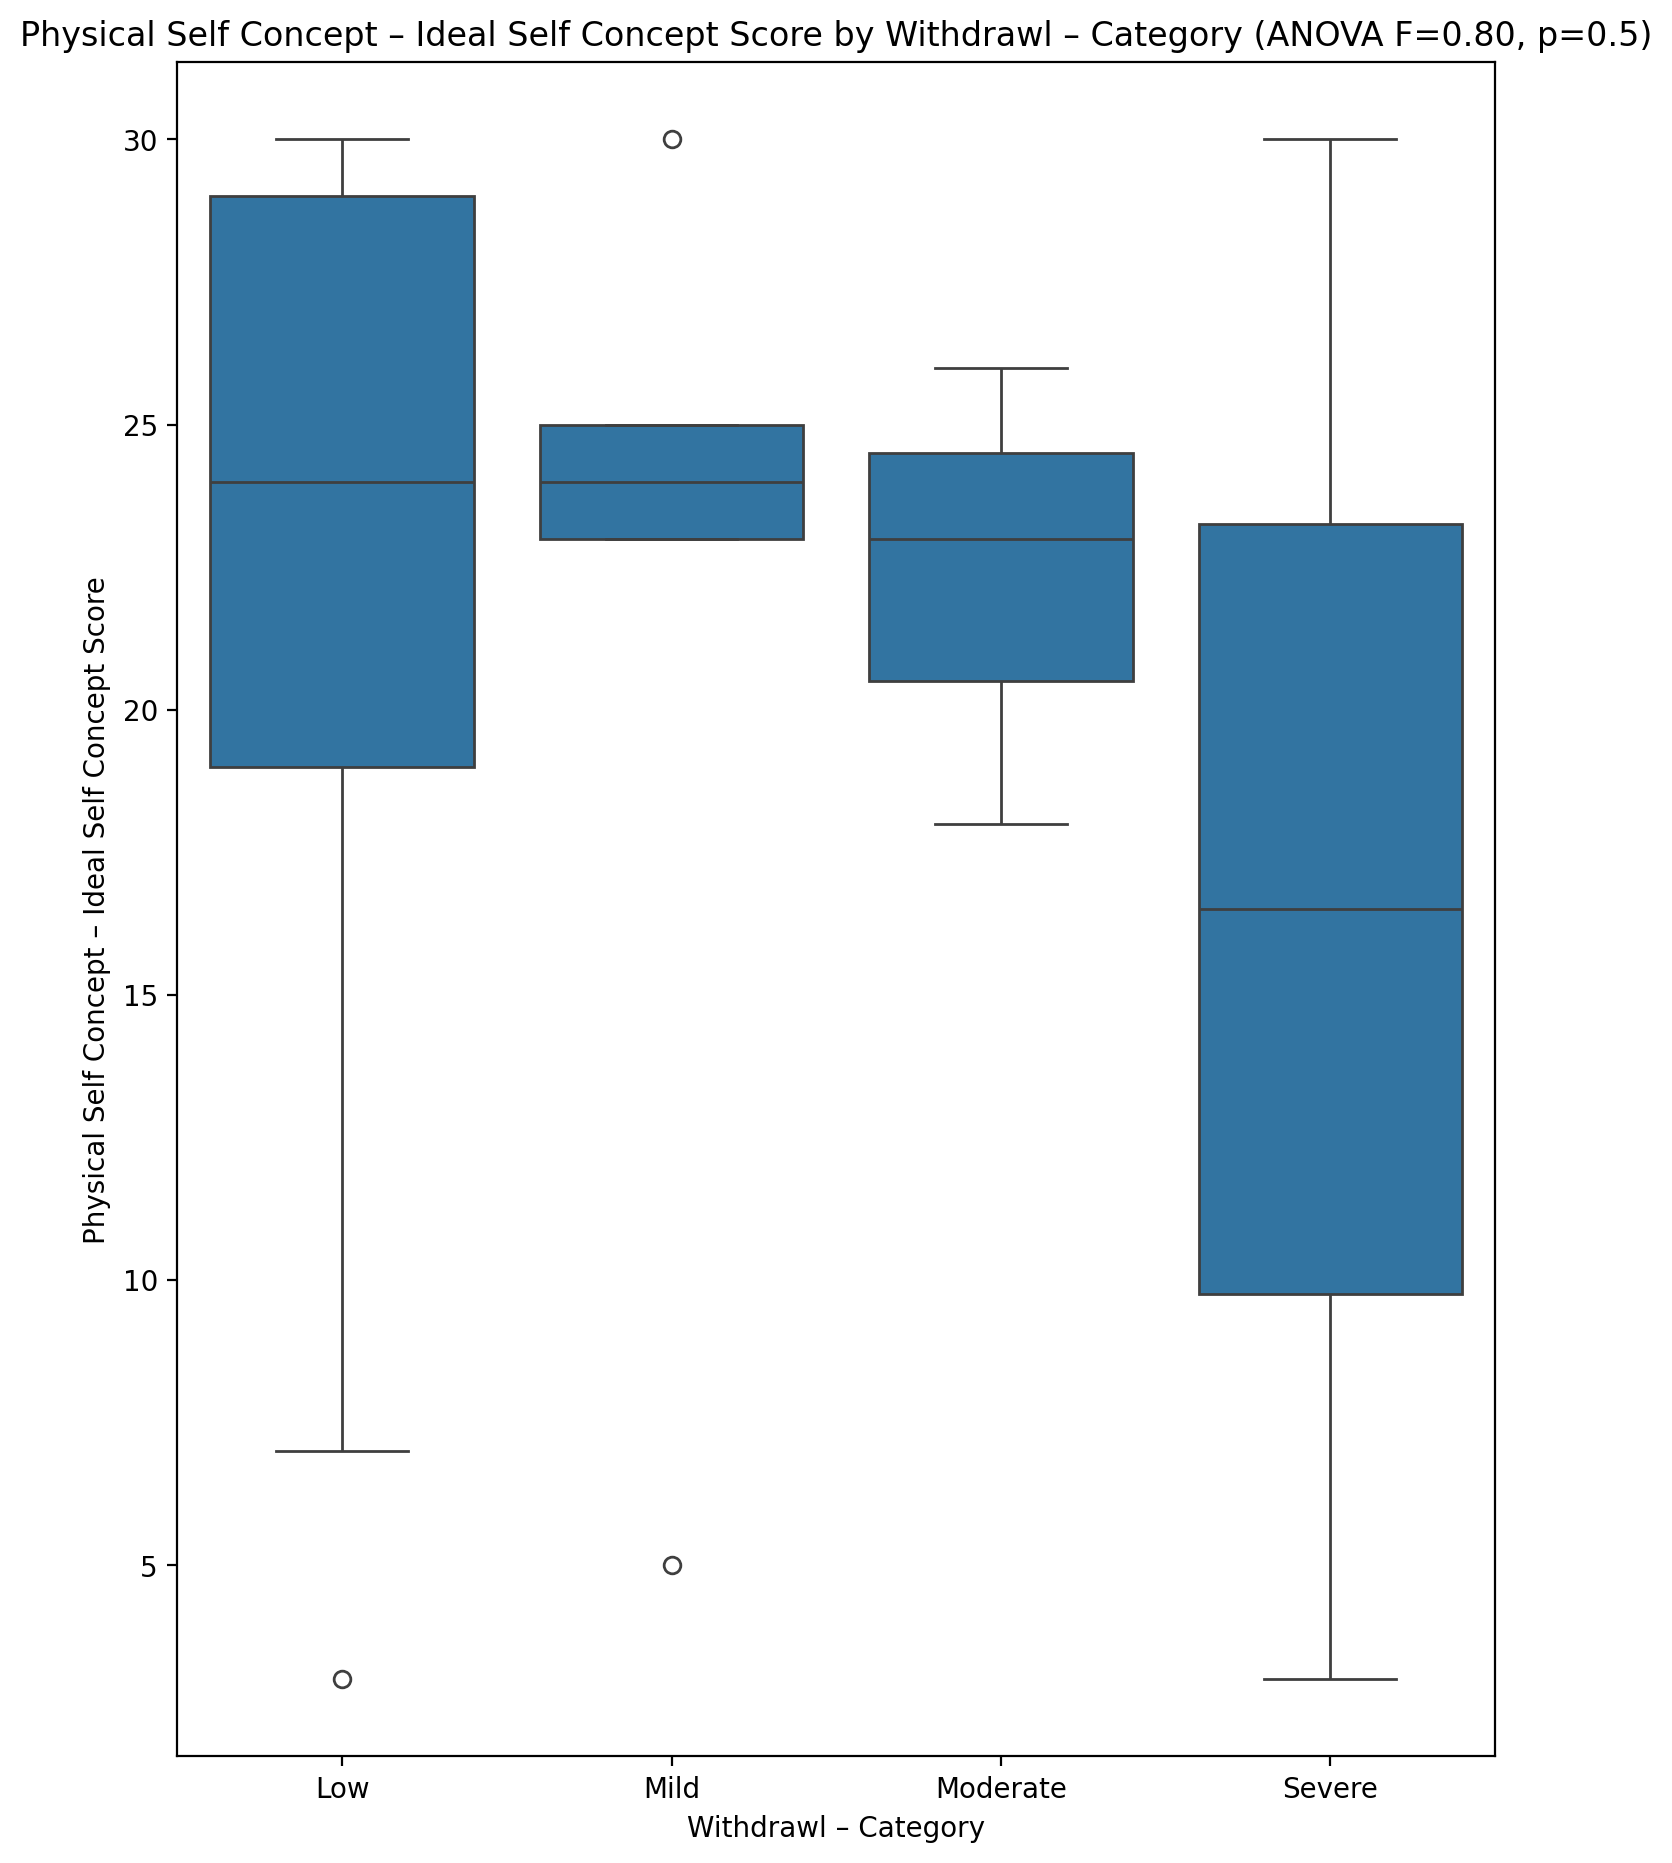 Physical Self Concept – Ideal Self Concept Score by Withdrawl – Category (ANOVA F=0.80, p=0.5)
Physical Self Concept – Ideal Self Concept Score
30
25
20
15
10
5
Low
Mild
Moderate
Severe
Withdrawl – Category